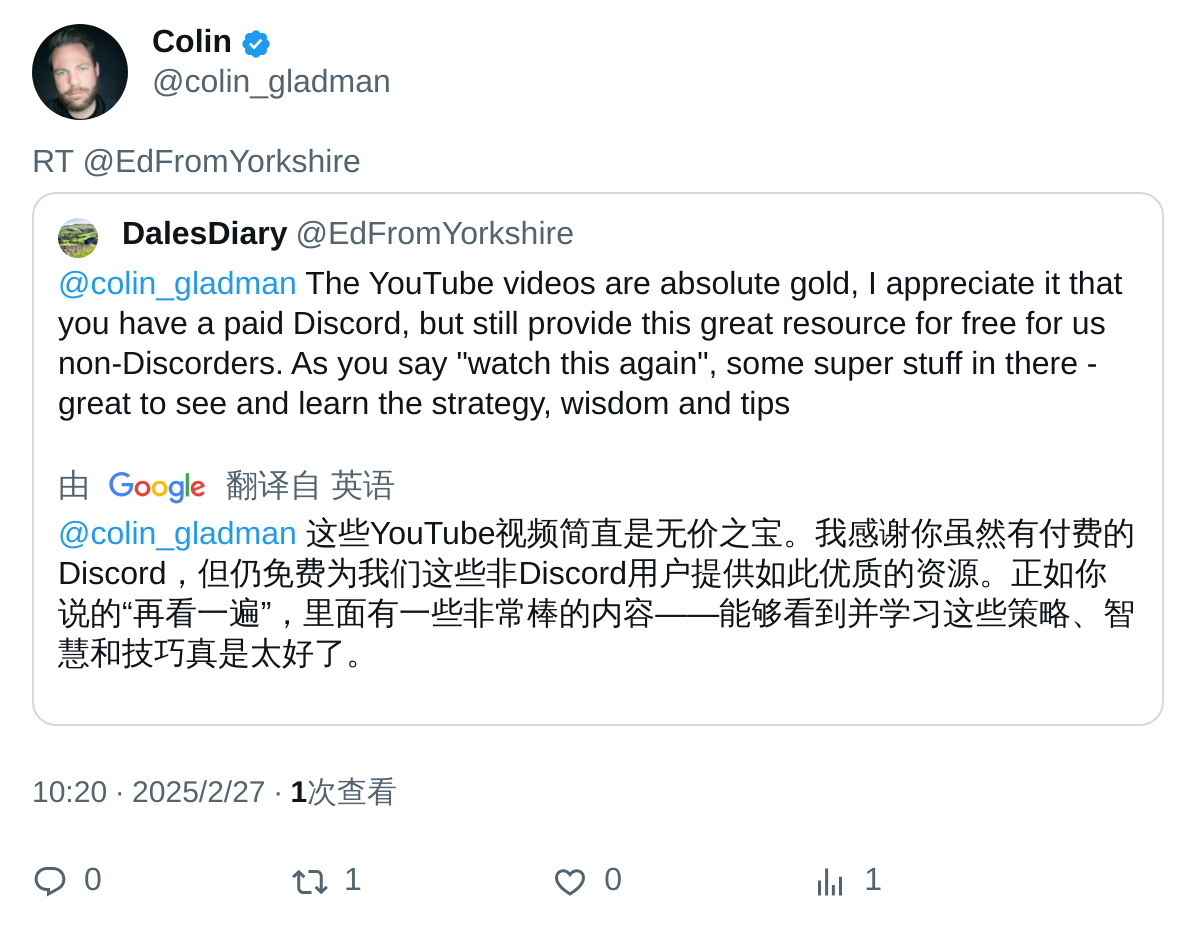 Colin
@colin_gladman
RT @EdFromYorkshire
DalesDiary @EdFromYorkshire
@colin_gladman The YouTube videos are absolute gold, I appreciate it that
you have a paid Discord, but still provide this great resource for free for us
non-Discorders. As you say "watch this again", some super stuff in there -
great to see and learn the strategy, wisdom and tips
由 Google 翻译自 英语
@colin_gladman 这些YouTube视频简直是无价之宝。我感谢你虽然有付费的
Discord，但仍免费为我们这些非Discord用户提供如此优质的资源。正如你
说的“再看一遍”，里面有一些非常棒的内容——能够看到并学习这些策略、智
慧和技巧真是太好了。
10:20 · 2025/2/27 · 1次查看
0 1 0 1